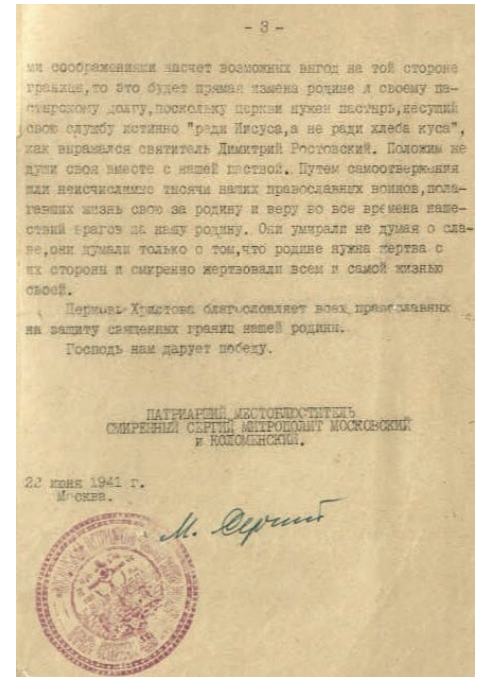 - 3 -
ми соображениями насчет возможных выгод на той стороне
границы,то это будет прямая измена родине и своему па-
стырскому долгу,поскольку церкви нужен пастырь,несущий
свою службу истинно "ради Иисуса,а не ради хлеба куса",
как выражался святитель Димитрий Ростовский. Положим же
души своя вместе с нашей паствой. Путем самоотвержения
шли неисчислимые тысячи наших православных воинов,пола-
гавших жизнь свою за родину и веру во все времена наше-
ствий врагов на нашу родину. Они умирали не думая о сла-
ве,они думали только о том,что родине нужна жертва с
их стороны и смиренно жертвовали всем и самой жизнью
своей.
Церковь Христова благословляет всех православных
на защиту священных границ нашей родины.
Господь нам дарует победу.
ПАТРИАРШИЙ МЕСТОБЛЮСТИТЕЛЬ
СМИРЕННЫЙ СЕРГИЙ МИТРОПОЛИТ МОСКОВСКИЙ
и КОЛОМЕНСКИЙ.
22 июня 1941 г.
Москва.
М. Сергий